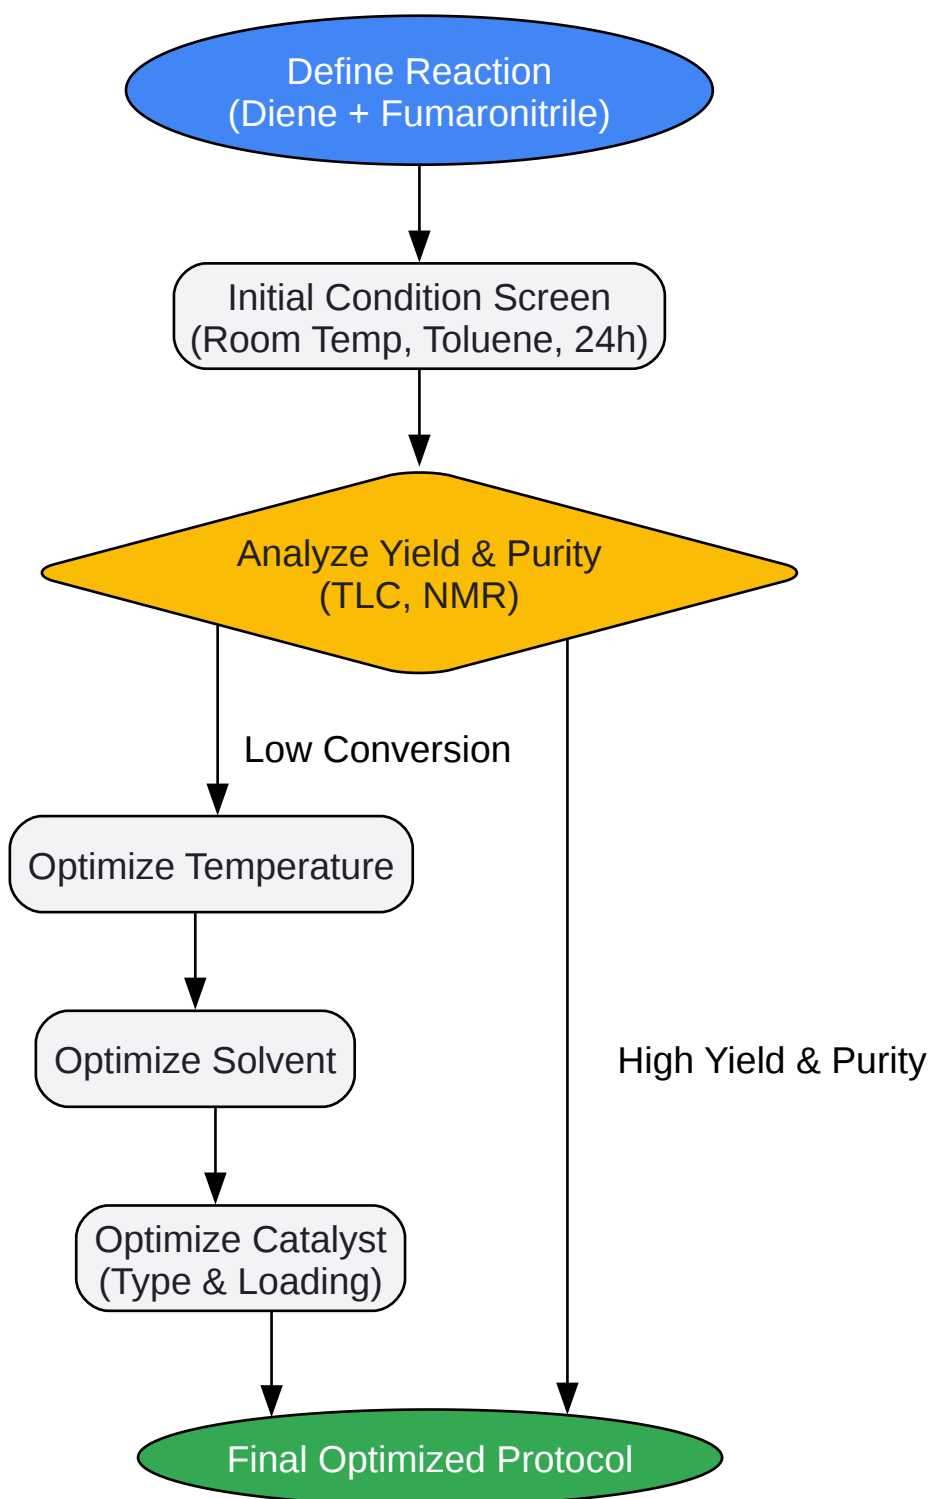 Define Reaction
(Diene + Fumaronitrile)
Initial Condition Screen
(Room Temp, Toluene, 24h)
Analyze Yield & Purity
(TLC, NMR)
Low Conversion
Optimize Temperature
Optimize Solvent
High Yield & Purity
Optimize Catalyst
(Type & Loading)
Final Optimized Protocol